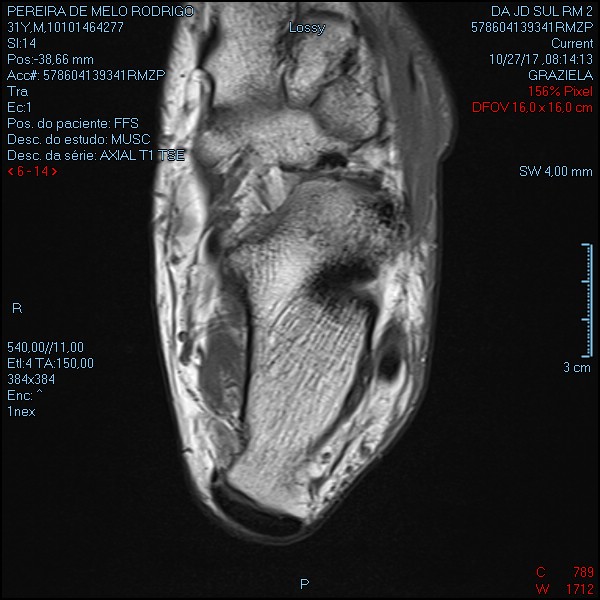 PEREIRA DE MELO RODRIGO
31Y,M,10101464277
Sl:14
Pos:-38,66 mm
Acc#: 578604139341RMZP
Tra
Ec:1
Pos. do paciente: FFS
Desc. do estudo: MUSC
Desc. da série: AXIAL T1 TSE
< 6 - 14 >
Lossy
DA JD SUL RM 2
578604139341RMZP
Current
10/27/17 ,08:14:13
GRAZIELA
156% Pixel
DFOV 16,0 x 16,0 cm
SW 4,00 mm
R
540,00//11,00
Etl:4 TA:150,00
384x384
Enc: ^
1nex
3 cm
P
C 789
W 1712